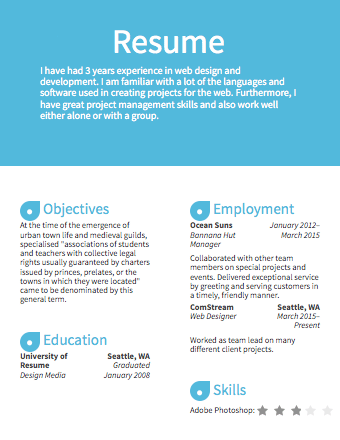 Resume
I have had 3 years experience in web design and
development. I am familiar with a lot of the languages and
software used in creating projects for the web. Furthermore, I
have great project management skills and also work well
either alone or with a group.
Objectives
At the time of the emergence of
urban town life and medieval guilds,
specialised "associations of students
and teachers with collective legal
rights usually guaranteed by charters
issued by princes, prelates, or the
towns in which they were located"
came to be denominated by this
general term.
Education
University of Seattle, WA
Resume Graduated
Design Media January 2008
Employment
Ocean Suns January 2012–
Bannana Hut March 2015
Manager
Collaborated with other team
members on special projects and
events. Delivered exceptional service
by greeting and serving customers in
a timely, friendly manner.
ComStream Seattle, WA
Web Designer March 2015–
Present
Worked as team lead on many
different client projects.
Skills
Adobe Photoshop: